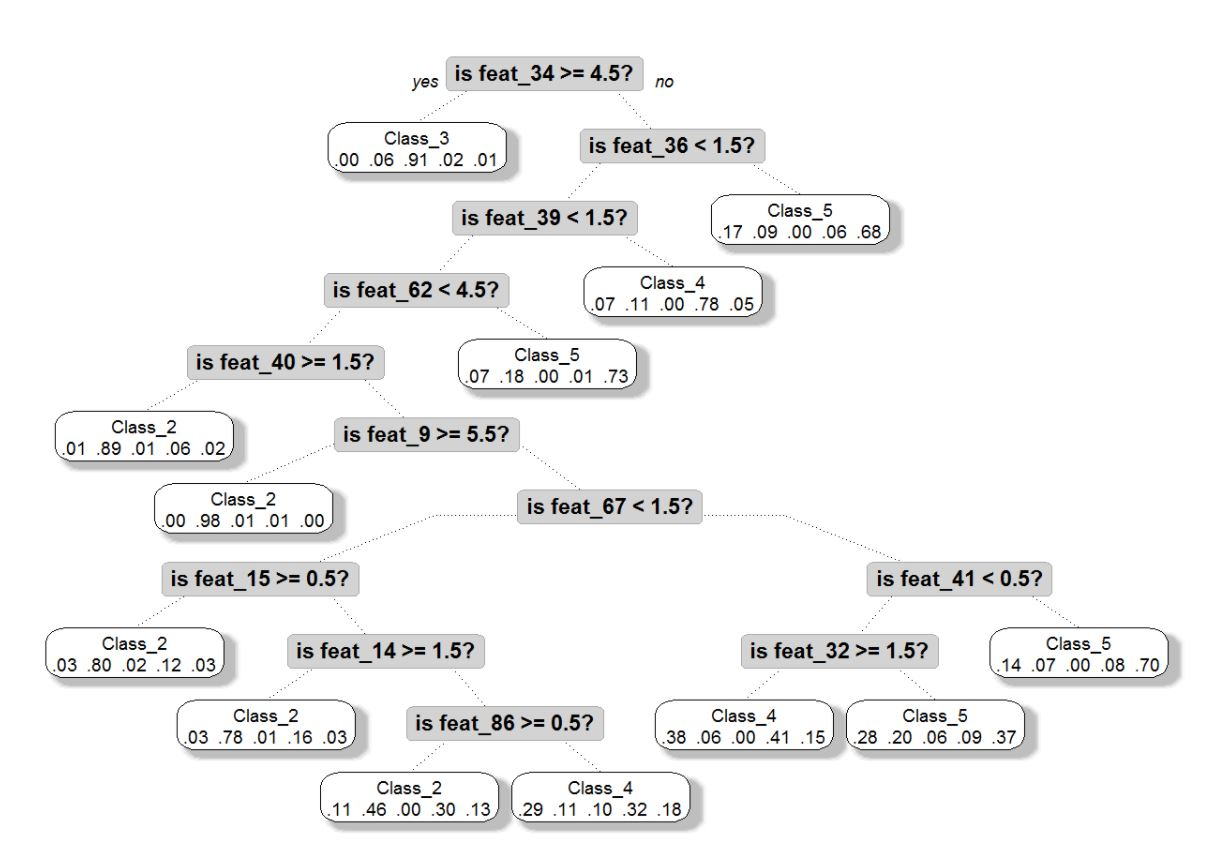 yes is feat_34 >= 4.5? no
Class_3
.00 .06 .91 .02 .01
is feat_36 < 1.5?
Class_5
.17 .09 .00 .06 .68
is feat_39 < 1.5?
Class_4
.07 .11 .00 .78 .05
is feat_62 < 4.5?
Class_5
.07 .18 .00 .01 .73
is feat_40 >= 1.5?
Class_2
.01 .89 .01 .06 .02
is feat_9 >= 5.5?
Class_2
.00 .98 .01 .01 .00
is feat_67 < 1.5?
is feat_15 >= 0.5?
is feat_41 < 0.5?
Class_2
.03 .80 .02 .12 .03
is feat_14 >= 1.5?
is feat_32 >= 1.5?
Class_5
.14 .07 .00 .08 .70
Class_2
.03 .78 .01 .16 .03
is feat_86 >= 0.5?
Class_4
.38 .06 .00 .41 .15
Class_5
.28 .20 .06 .09 .37
Class_2
.11 .46 .00 .30 .13
Class_4
.29 .11 .10 .32 .18